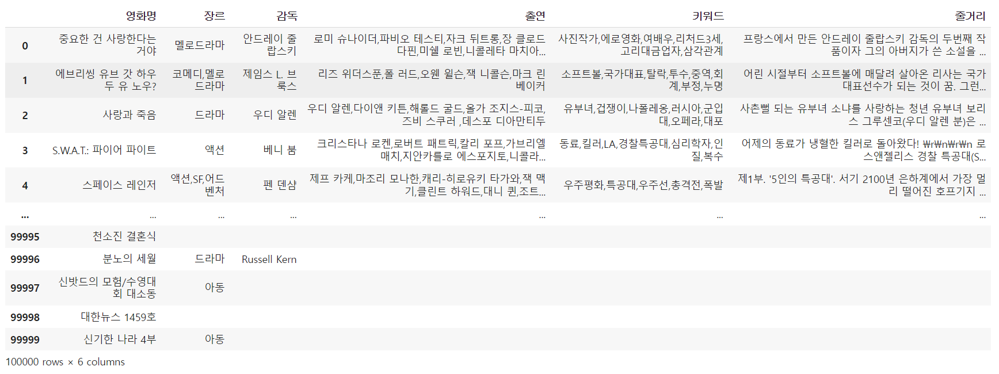 영화명 장르 감독 출연 키워드 줄거리
0 중요한 건 사랑한다는 거야 멜로드라마 안드레이 줄랍스키 로미 슈나이더,파비오 테스티,자크 뒤트롱,장 클로드 다핀,미쉘 로빈,니콜레타 마치아... 사진작가,에로영화,여배우,리처드3세,고리대금업자,삼각관계 프랑스에서 만든 안드레이 줄랍스키 감독의 두번째 작품이자 그의 아버지가 쓴 소설을 ...
1 에브리씽 유브 갓 하우 두 유 노우? 코메디,멜로드라마 제임스 L. 브룩스 리즈 위더스푼,폴 러드,오웬 윌슨,잭 니콜슨,마크 린 베이커 소프트볼,국가대표,탈락,투수,중역,회계,부정,누명 어린 시절부터 소프트볼에 매달려 살아온 리사는 국가대표선수가 되는 것이 꿈. 그런...
2 사랑과 죽음 드라마 우디 알렌 우디 알렌,다이앤 키튼,해롤드 굴드,올가 조지스-피코,즈비 스쿠러 ,데스포 디아만티두 유부녀,겁쟁이,나폴레옹,러시아,군입대,오페라,대포 사촌뻘 되는 유부녀 소냐를 사랑하는 청년 유부녀 보리스 그루센코(우디 알렌 분)은 ...
3 S.W.A.T.: 파이어 파이트 액션 베니 붐 크리스타나 로켄,로버트 패트릭,칼리 포프,가브리엘 매치,지안카를로 에스포지토,니콜라... 동료,킬러,LA,경찰특공대,심리학자,인질,복수 어제의 동료가 냉혈한 킬러로 돌아왔다! ₩r₩n₩r₩n 로스앤젤리스 경찰 특공대(S...
4 스페이스 레인저 액션,SF,어드벤처 펜 덴샴 제프 카케,마조리 모나한,캐리-히로유키 타가와,잭 맥기,클린트 하워드,대니 퀸,조트... 우주평화,특공대,우주선,총격전,폭발 제1부. '5인의 특공대'. 서기 2100년 은하계에서 가장 멀리 떨어진 호프기지 ...
... ... ... ... ... ... ...
99995 천소진 결혼식
99996 분노의 세월 드라마 Russell Kern
99997 신밧드의 모험/수영대회 대소동 아동
99998 대한뉴스 1459호
99999 신기한 나라 4부 아동
100000 rows × 6 columns